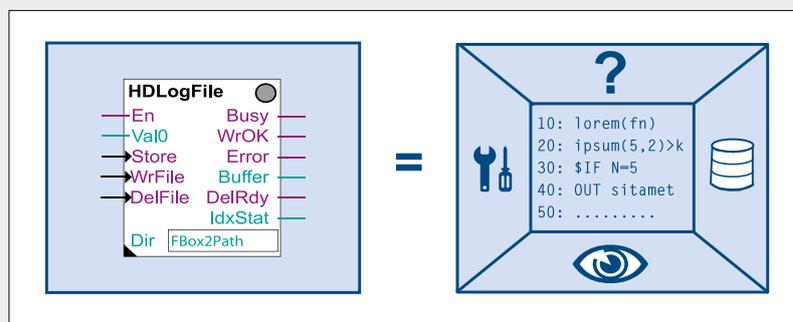 HDLogFile
En Busy
Val0 WrOK
Store Error
WrFile Buffer
DelFile DelRdy
IdxStat
Dir FBox2Path
=
?
10: lorem(fn)
20: ipsum(5,2)>k
30: $IF N=5
40: OUT sitamet
50: .........